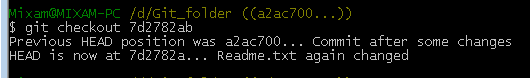 Mixam@MIXAM-PC /d/Git_folder ((a2ac700...))
$ git checkout 7d2782ab
Previous HEAD position was a2ac700... Commit after some changes
HEAD is now at 7d2782a... Readme.txt again changed